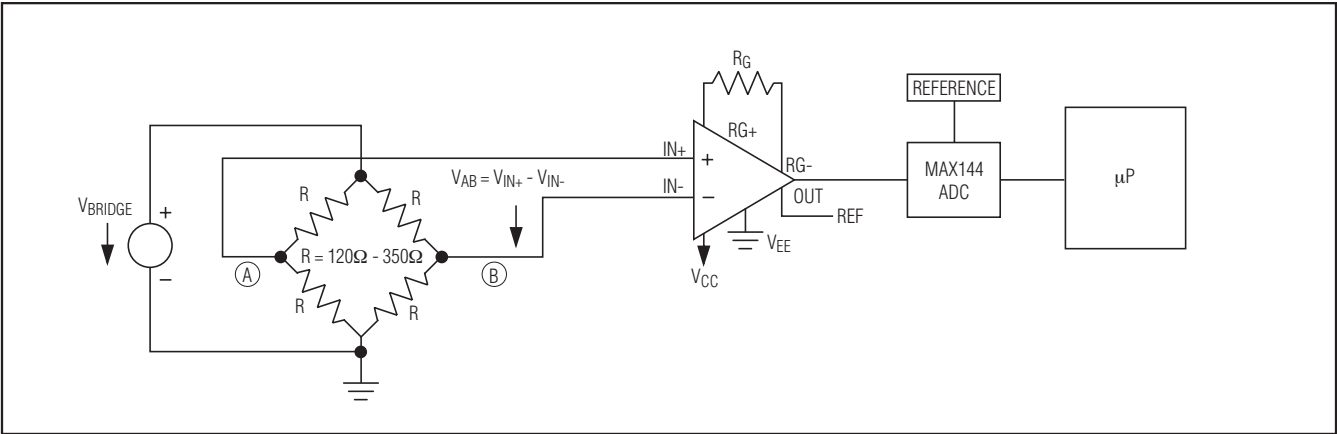 RG
REFERENCE
RG+
IN+
+
RG-
MAX144
ADC
μP
R
R
VAB = VIN+ - VIN-
IN-
−
OUT
REF
VBRIDGE
+
−
R = 120Ω - 350Ω
A
B
VEE
VCC
R
R